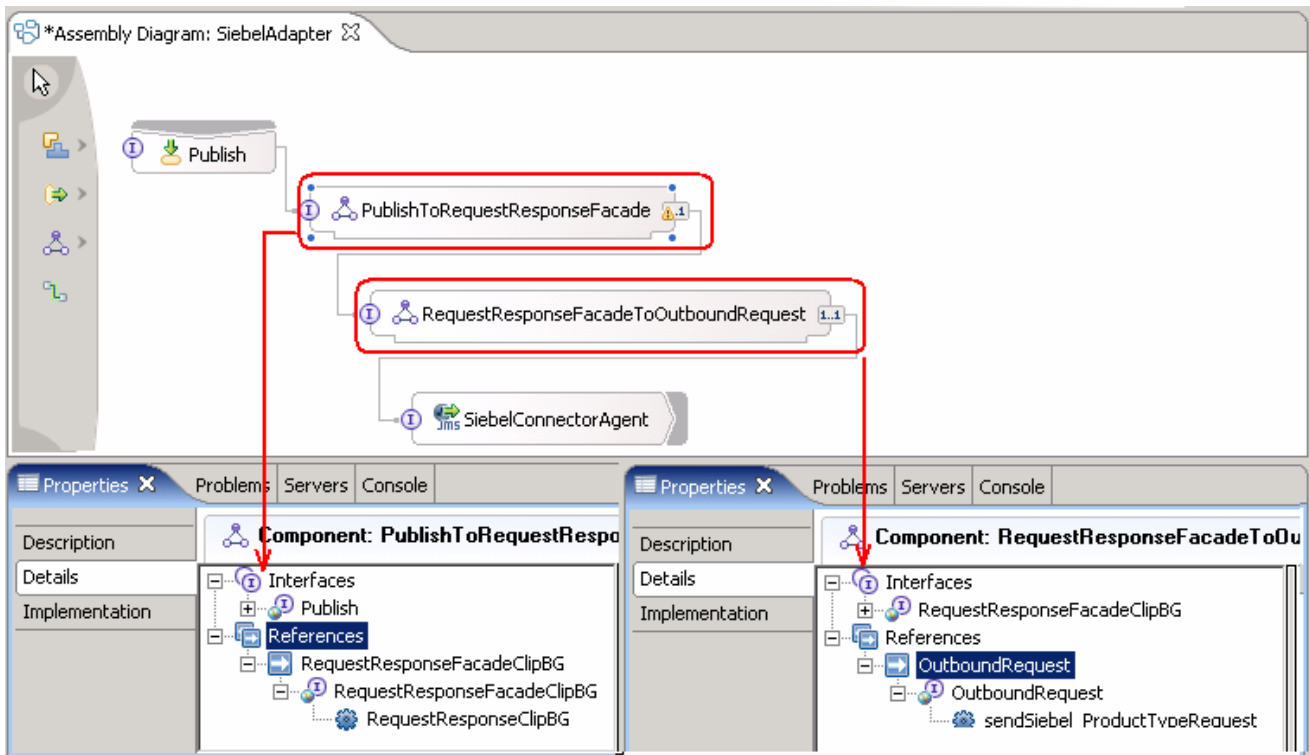 *Assembly Diagram: SiebelAdapter
I Publish
I PublishToRequestResponseFacade .1
I RequestResponseFacadeToOutboundRequest 1..1
I JMS SiebelConnectorAgent
Properties Problems Servers Console
Description
Details
Implementation
Component: PublishToRequestRespo
I Interfaces
I Publish
References
RequestResponseFacadeClipBG
I RequestResponseFacadeClipBG
RequestResponseClipBG
Properties Problems Servers Console
Description
Details
Implementation
Component: RequestResponseFacadeToOu
I Interfaces
I RequestResponseFacadeClipBG
References
OutboundRequest
I OutboundRequest
sendSiebel_ProductTypeRequest